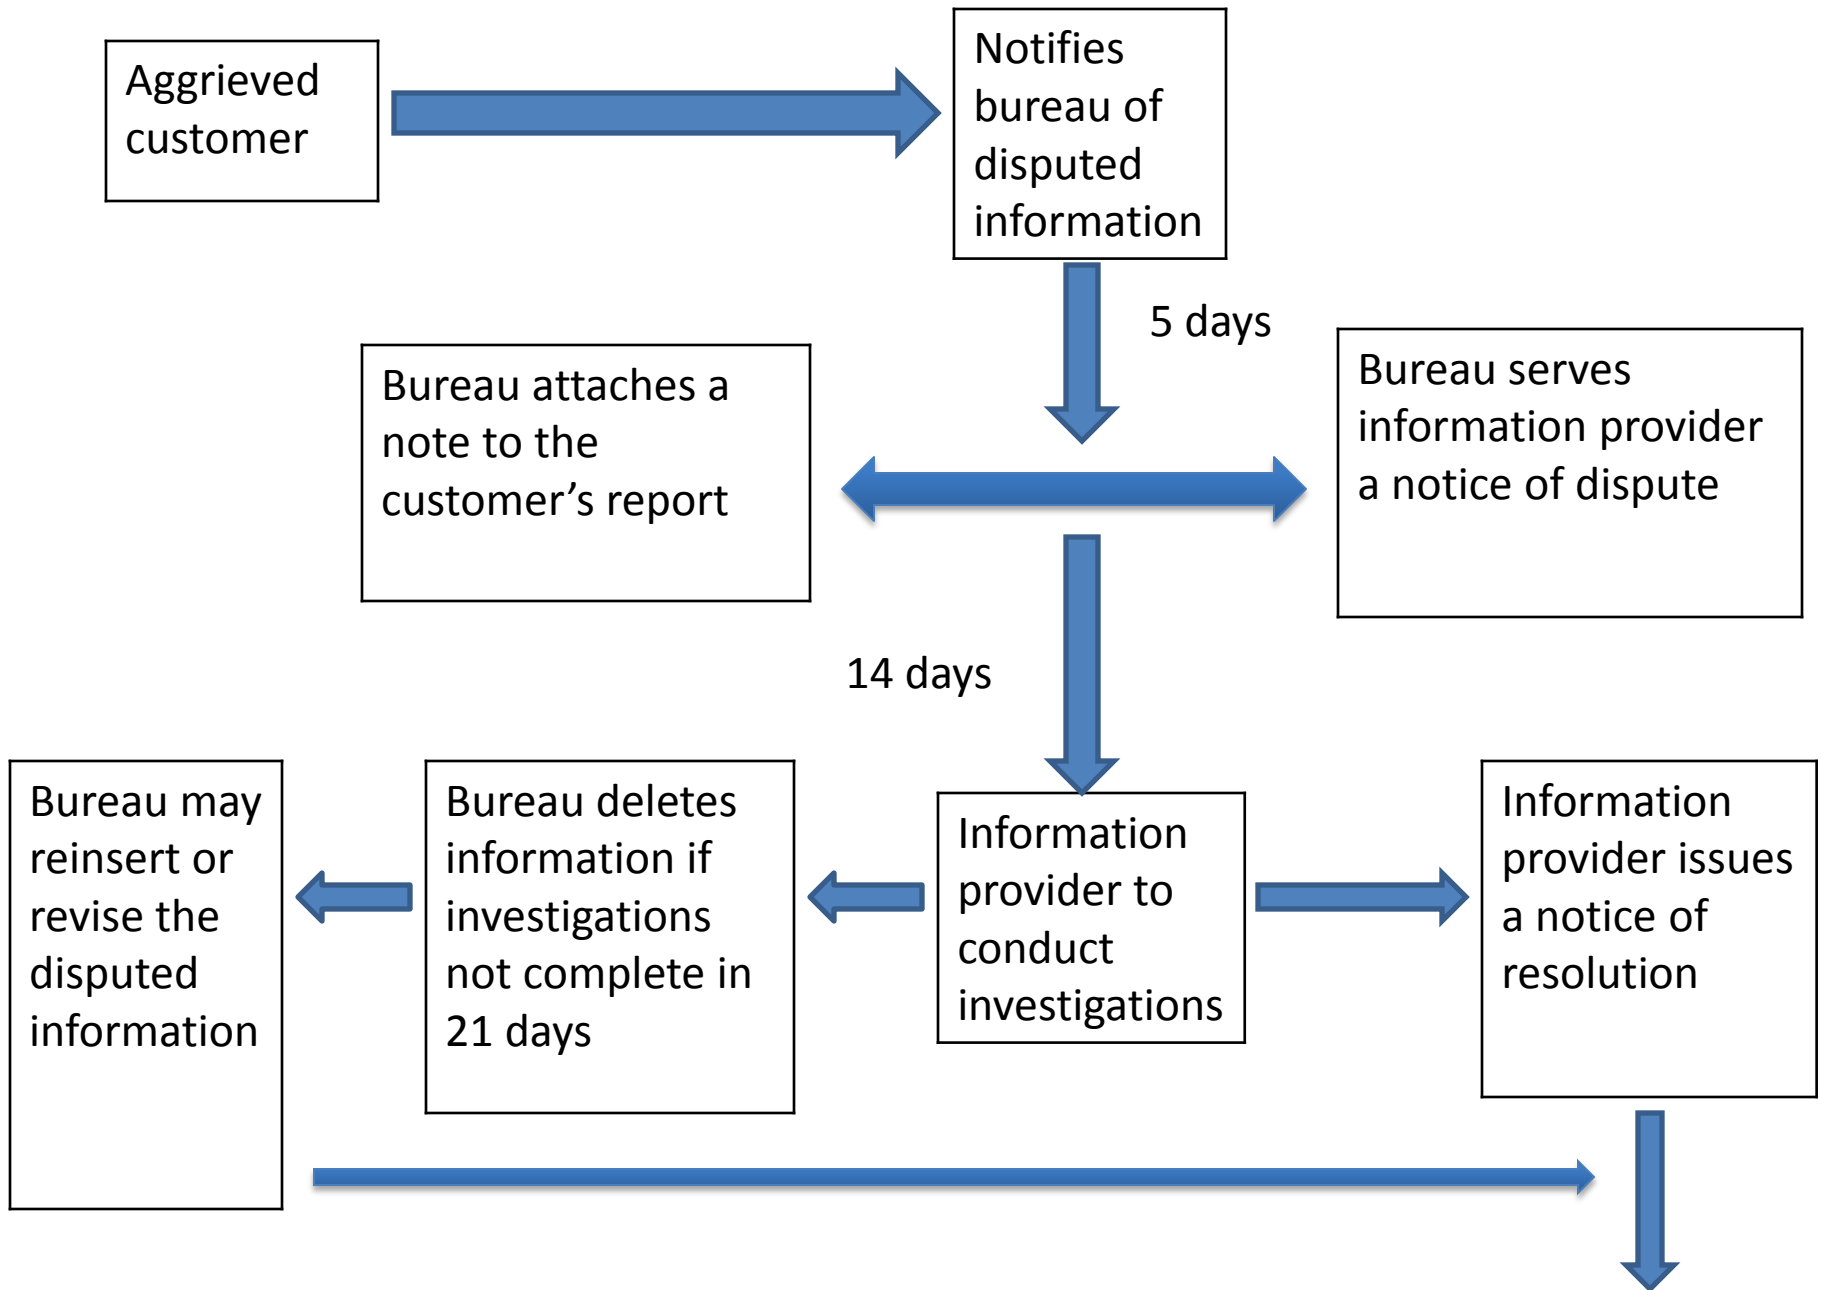 Aggrieved
customer
Notifies
bureau of
disputed
information
5 days
Bureau attaches a
note to the
customer’s report
Bureau serves
information provider
a notice of dispute
14 days
Bureau may
reinsert or
revise the
disputed
information
Bureau deletes
information if
investigations
not complete in
21 days
Information
provider to
conduct
investigations
Information
provider issues
a notice of
resolution